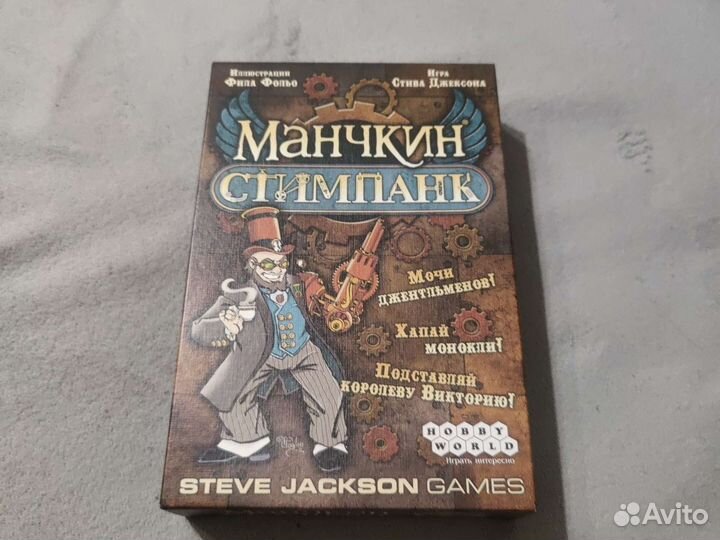 Иллюстрации
Фила Фолью
Игра
Стива Джексона
Манчкин
Стимпанк
Мочи
джентльменов!
Хапай
монокли!
Подставляй
королеву Викторию!
HOBBY
WORLD
Играть интересно
STEVE JACKSON GAMES
Avito